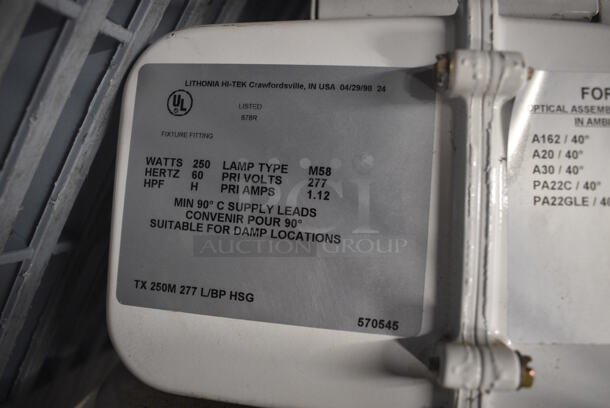 LITHONIA HI-TEK Crawfordsville, IN USA 04/29/98 24
UL
LISTED
878R
FIXTURE FITTING
WATTS 250 LAMP TYPE M58
HERTZ 60 PRI VOLTS 277
HPF H PRI AMPS 1.12
MIN 90° C SUPPLY LEADS
CONVENIR POUR 90°
SUITABLE FOR DAMP LOCATIONS
TX 250M 277 L/BP HSG
570545
PCI
AUCTION GROUP
FOR
OPTICAL ASSEMB
IN AMBI
A162 / 40°
A20 / 40°
A30 / 40°
PA22C / 40°
PA22GLE / 40